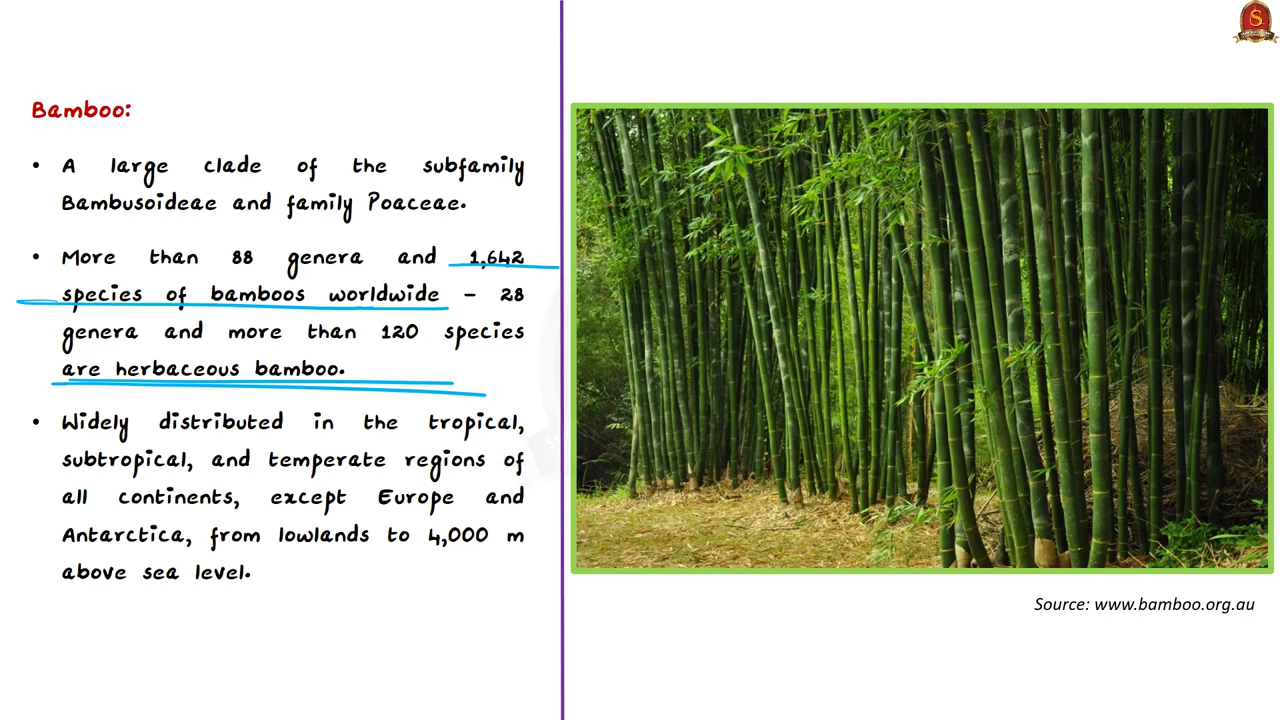 Bamboo:
• A large clade of the subfamily
Bambusoideae and family Poaceae.
• More than 88 genera and 1,642
species of bamboos worldwide – 28
genera and more than 120 species
are herbaceous bamboo.
• Widely distributed in the tropical,
subtropical, and temperate regions of
all continents, except Europe and
Antarctica, from lowlands to 4,000 m
above sea level.
Source: www.bamboo.org.au